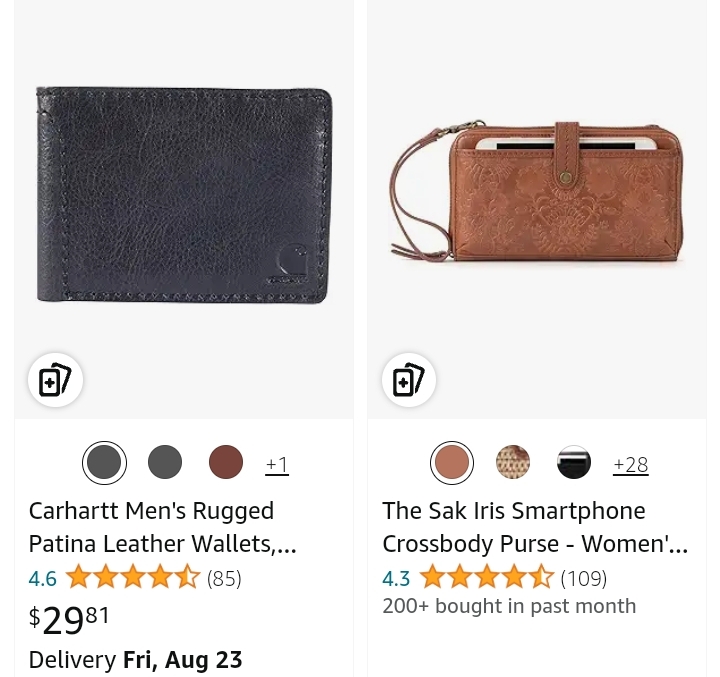 +1
Carhartt Men's Rugged
Patina Leather Wallets,...
4.6 (85)
$29 81
Delivery Fri, Aug 23
+28
The Sak Iris Smartphone
Crossbody Purse - Women'...
4.3 (109)
200+ bought in past month